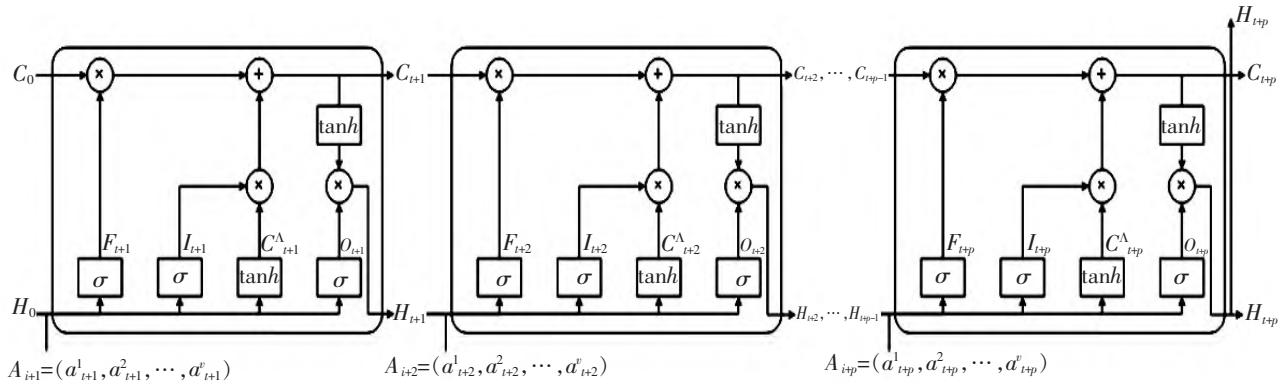 H_{t+p}
C_0 × + C_{t+1} × + C_{t+2}, ⋯, C_{t+p-1} × + C_{t+p}
tanh tanh tanh
× × × × × ×
F_{t+1} I_{t+1} C^Λ_{t+1} O_{t+1} F_{t+2} I_{t+2} C^Λ_{t+2} O_{t+2} F_{t+p} I_{t+p} C^Λ_{t+p} O_{t+p}
σ σ tanh σ σ σ tanh σ σ σ tanh σ
H_0 H_{t+1} H_{t+2}, ⋯, H_{t+p-1} H_{t+p}
A_{i+1}=(a^1_{t+1}, a^2_{t+1}, ⋯, a^v_{t+1}) A_{i+2}=(a^1_{t+2}, a^2_{t+2}, ⋯, a^v_{t+2}) A_{i+p}=(a^1_{t+p}, a^2_{t+p}, ⋯, a^v_{t+p})